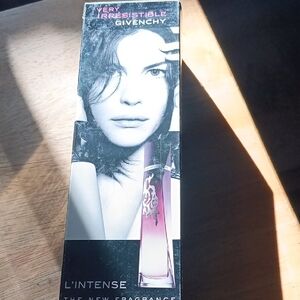 VERY
IRRESISTIBLE
GIVENCHY
L'INTENSE
THE NEW FRAGRANCE